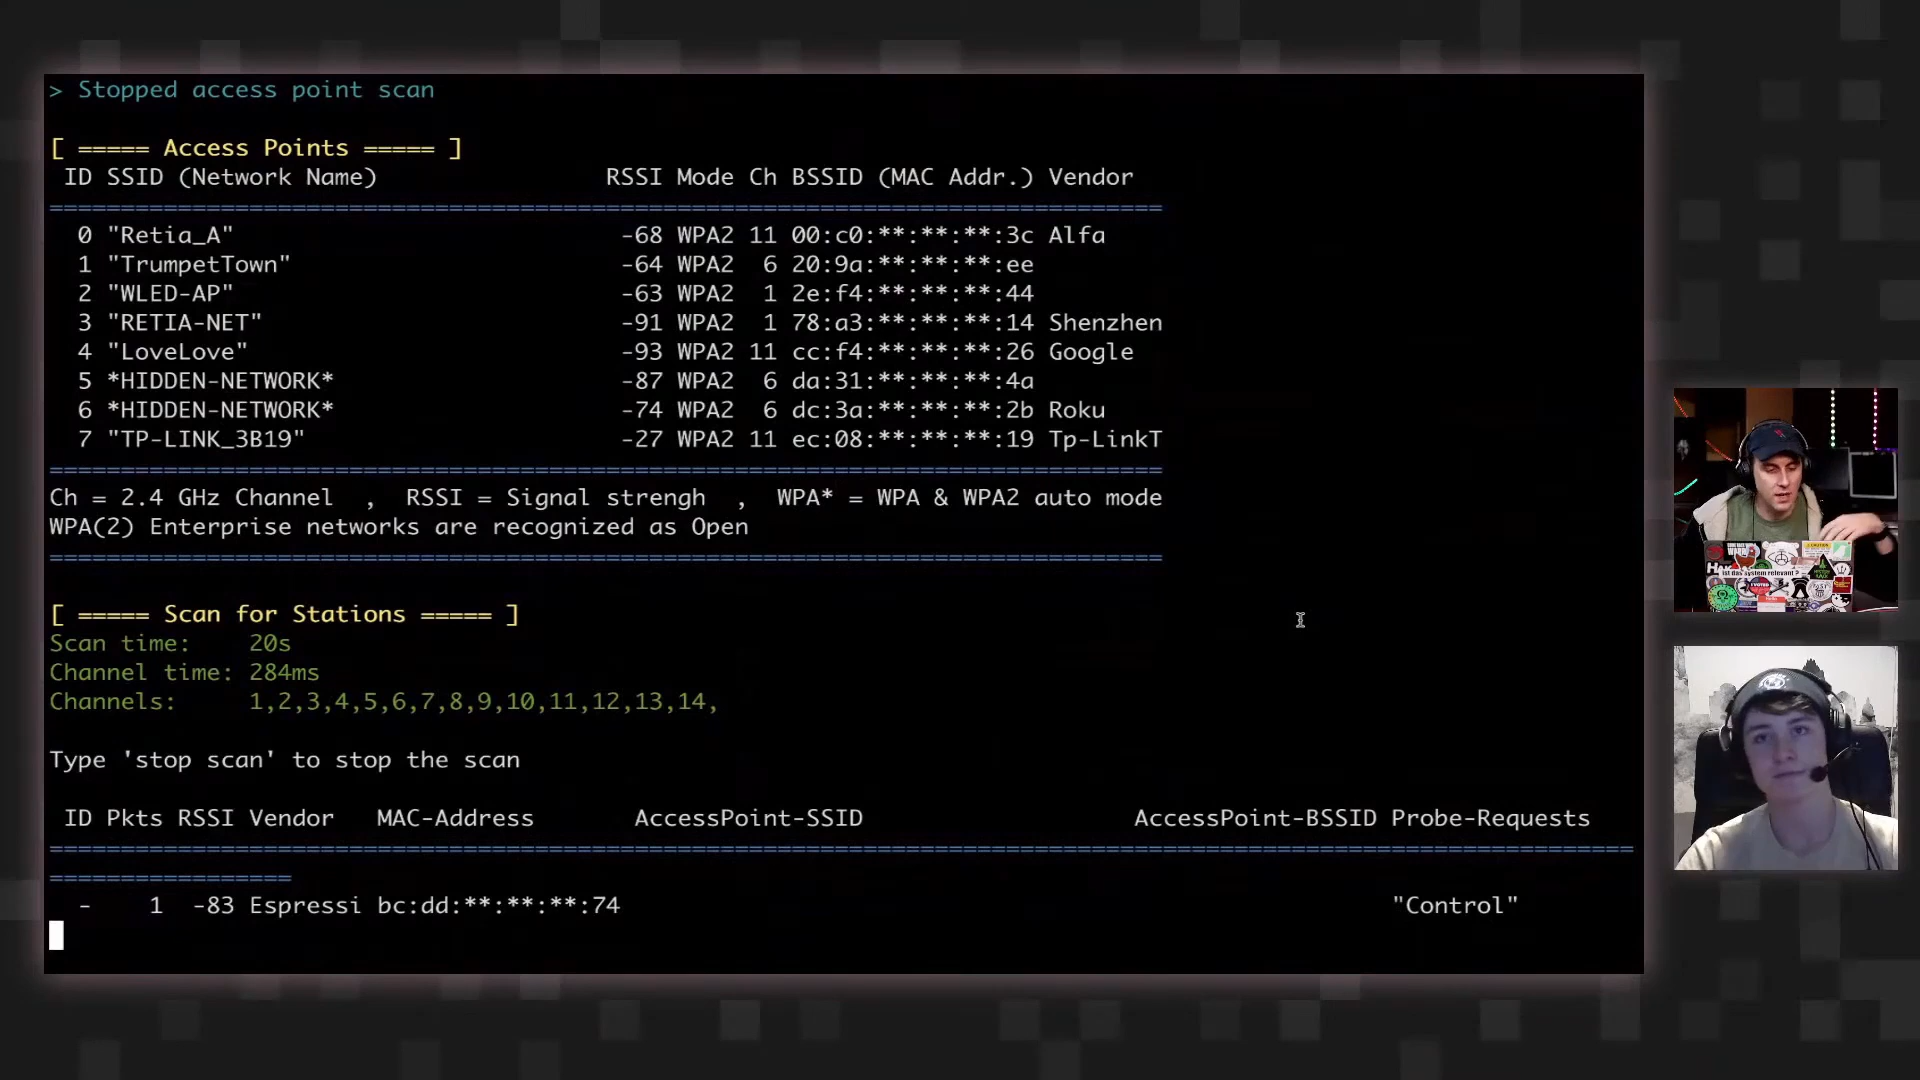 > Stopped access point scan
[ ===== Access Points ===== ]
ID SSID (Network Name) RSSI Mode Ch BSSID (MAC Addr.) Vendor
==============================================================================
0 "Retia_A" -68 WPA2 11 00:c0:**:**:**:3c Alfa
1 "TrumpetTown" -64 WPA2 6 20:9a:**:**:**:ee
2 "WLED-AP" -63 WPA2 1 2e:f4:**:**:**:44
3 "RETIA-NET" -91 WPA2 1 78:a3:**:**:**:14 Shenzhen
4 "LoveLove" -93 WPA2 11 cc:f4:**:**:**:26 Google
5 *HIDDEN-NETWORK* -87 WPA2 6 da:31:**:**:**:4a
6 *HIDDEN-NETWORK* -74 WPA2 6 dc:3a:**:**:**:2b Roku
7 "TP-LINK_3B19" -27 WPA2 11 ec:08:**:**:**:19 Tp-LinkT
==============================================================================
Ch = 2.4 GHz Channel , RSSI = Signal strengh , WPA* = WPA & WPA2 auto mode
WPA(2) Enterprise networks are recognized as Open
==============================================================================
[ ===== Scan for Stations ===== ]
Scan time: 20s
Channel time: 284ms
Channels: 1,2,3,4,5,6,7,8,9,10,11,12,13,14,
Type 'stop scan' to stop the scan
ID Pkts RSSI Vendor MAC-Address AccessPoint-SSID AccessPoint-BSSID Probe-Requests
===============================================================================================================
=================
- 1 -83 Espressi bc:dd:**:**:**:74 "Control"
ist das system relevant ?